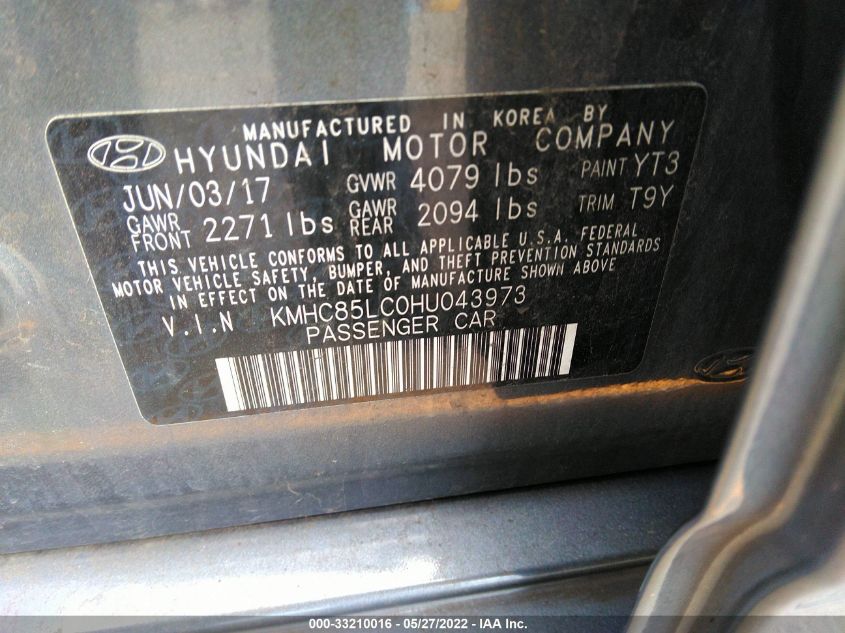 MANUFACTURED IN KOREA BY
HYUNDAI MOTOR COMPANY
JUN/03/17 GVWR 4079 lbs PAINT YT3
GAWR FRONT 2271 lbs GAWR REAR 2094 lbs TRIM T9Y
THIS VEHICLE CONFORMS TO ALL APPLICABLE U.S.A. FEDERAL
MOTOR VEHICLE SAFETY, BUMPER, AND THEFT PREVENTION STANDARDS
IN EFFECT ON THE DATE OF MANUFACTURE SHOWN ABOVE
V.I.N KMHC85LC0HU043973
PASSENGER CAR
000-33210016 - 05/27/2022 - IAA Inc.